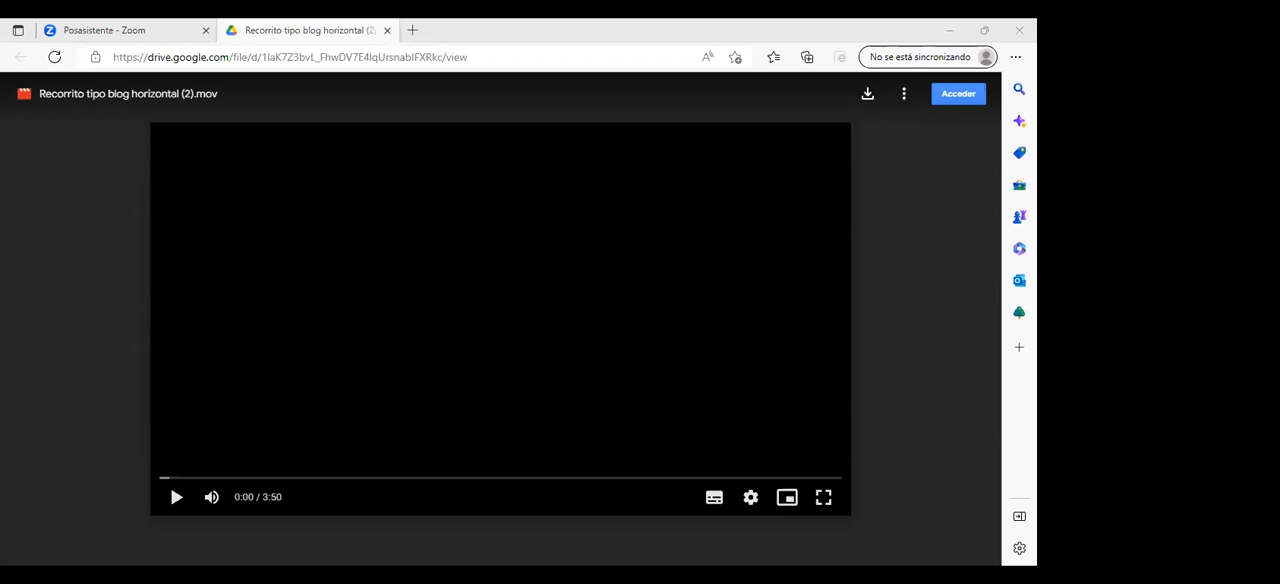 Posasistente - Zoom
Recorrito tipo blog horizontal (2)
https://drive.google.com/file/d/1IaK7Z3bvL_FhwDV7E4lqUrsnabIFXRkc/view
No se está sincronizando
Recorrito tipo blog horizontal (2).mov
Acceder
0:00 / 3:50